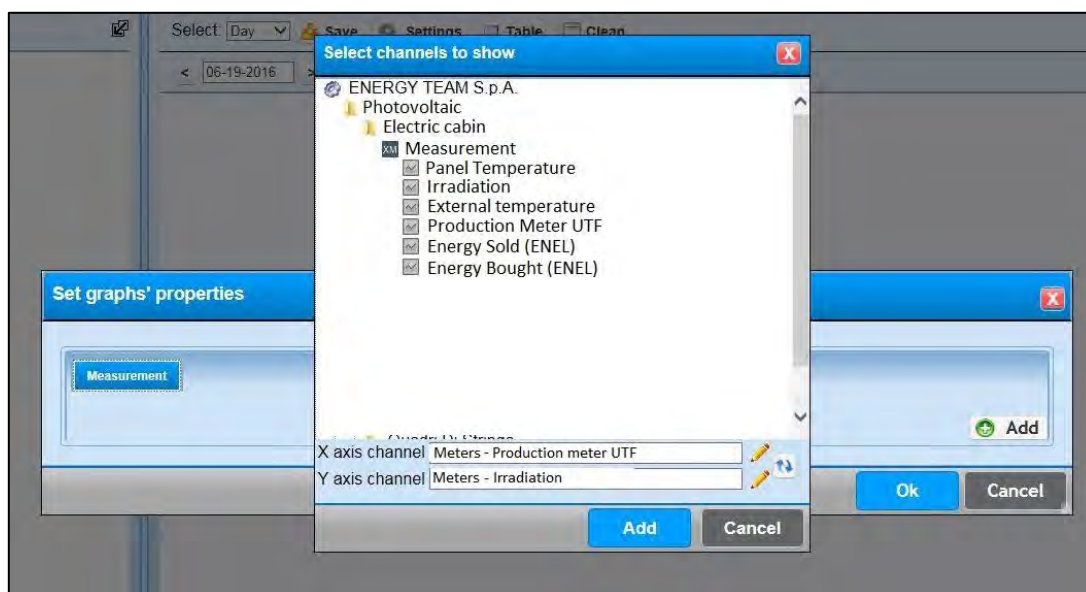 Select: Day Save Settings Table Clean
< 06-19-2016 >
Select channels to show
ENERGY TEAM S.p.A.
Photovoltaic
Electric cabin
XM Measurement
Panel Temperature
Irradiation
External temperature
Production Meter UTF
Energy Sold (ENEL)
Energy Bought (ENEL)
Set graphs' properties
Measurement
Add
X axis channel Meters - Production meter UTF
Y axis channel Meters - Irradiation
Ok Cancel
Add Cancel